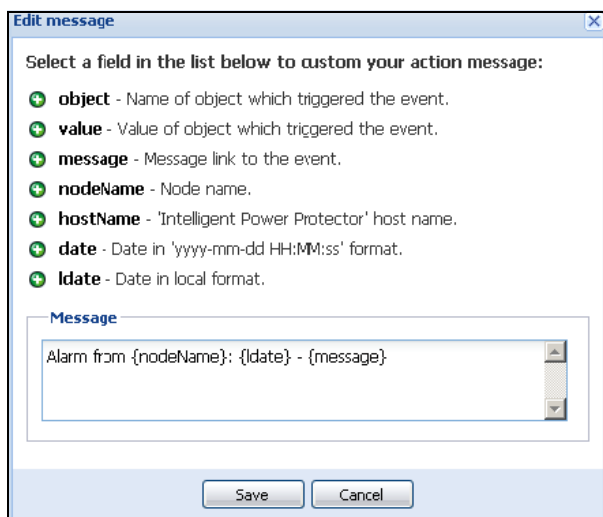 Edit message
Select a field in the list below to custom your action message:
object - Name of object which triggered the event.
value - Value of object which triggered the event.
message - Message link to the event.
nodeName - Node name.
hostName - 'Intelligent Power Protector' host name.
date - Date in 'yyyy-mm-dd HH:MM:ss' format.
ldate - Date in local format.
Message
Alarm from {nodeName}: {ldate} - {message}
Save
Cancel